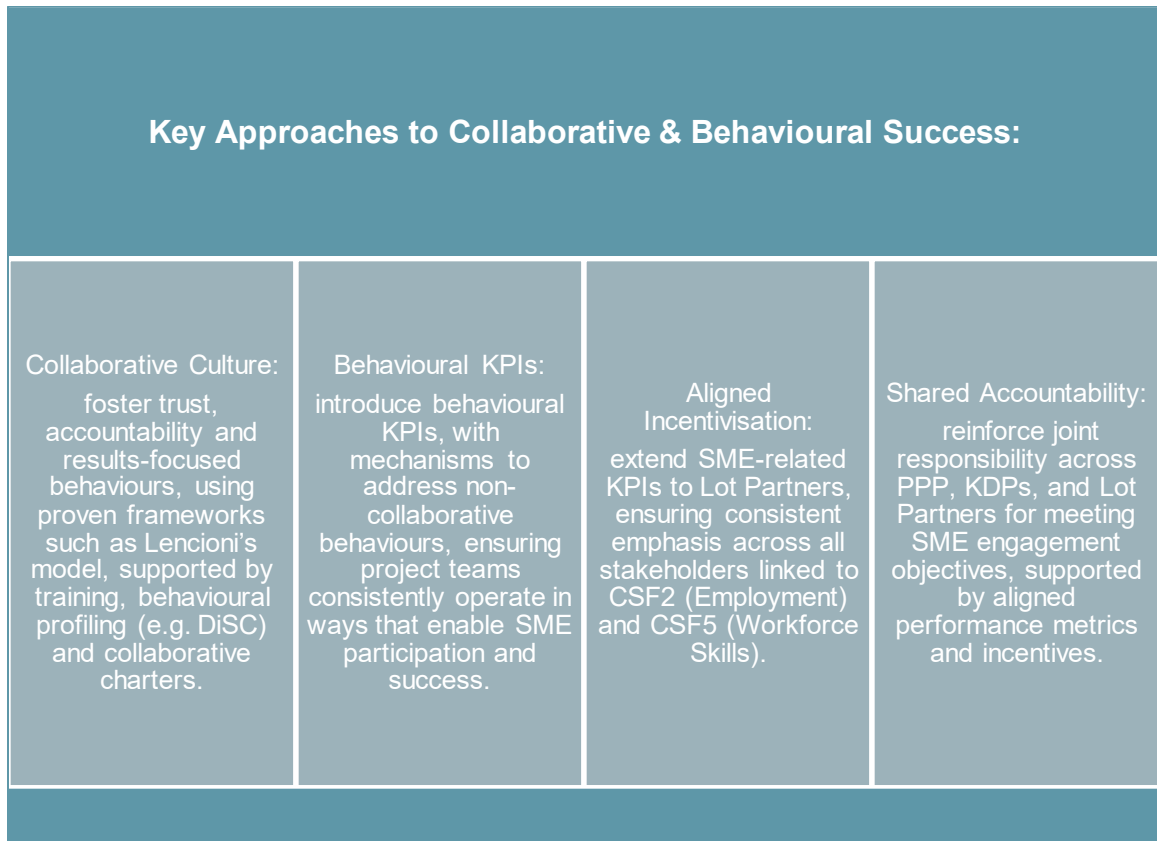 Key Approaches to Collaborative & Behavioural Success:
Collaborative Culture:
foster trust,
accountability and
results-focused
behaviours, using
proven frameworks
such as Lencioni's
model, supported by
training, behavioural
profiling (e.g. DiSC)
and collaborative
charters.
Behavioural KPIs:
introduce behavioural
KPIs, with
mechanisms to
address non-
collaborative
behaviours, ensuring
project teams
consistently operate in
ways that enable SME
participation and
success.
Aligned
Incentivisation:
extend SME-related
KPIs to Lot Partners,
ensuring consistent
emphasis across all
stakeholders linked to
CSF2 (Employment)
and CSF5 (Workforce
Skills).
Shared Accountability:
reinforce joint
responsibility across
PPP, KDPs, and Lot
Partners for meeting
SME engagement
objectives, supported
by aligned
performance metrics
and incentives.